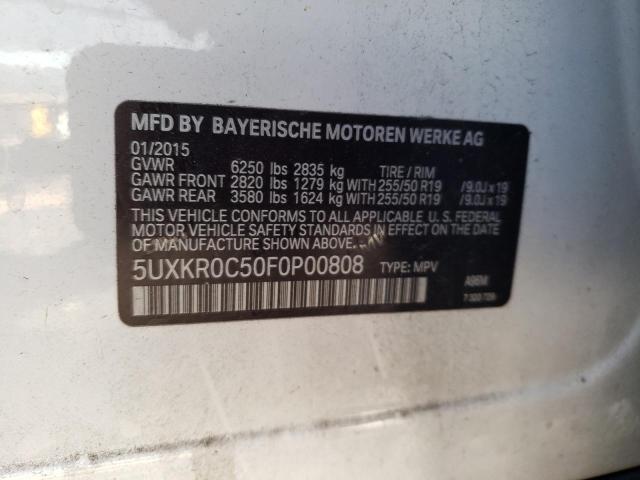 MFD BY BAYERISCHE MOTOREN WERKE AG
01/2015
GVWR 6250 lbs 2835 kg TIRE / RIM
GAWR FRONT 2820 lbs 1279 kg WITH 255/50 R19 / 9.0J x 19
GAWR REAR 3580 lbs 1624 kg WITH 255/50 R19 / 9.0J x 19
THIS VEHICLE CONFORMS TO ALL APPLICABLE U.S. FEDERAL
MOTOR VEHICLE SAFETY STANDARDS IN EFFECT ON THE DATE
OF MANUFACTURE SHOWN ABOVE.
5UXKR0C50F0P00808 TYPE: MPV A96M